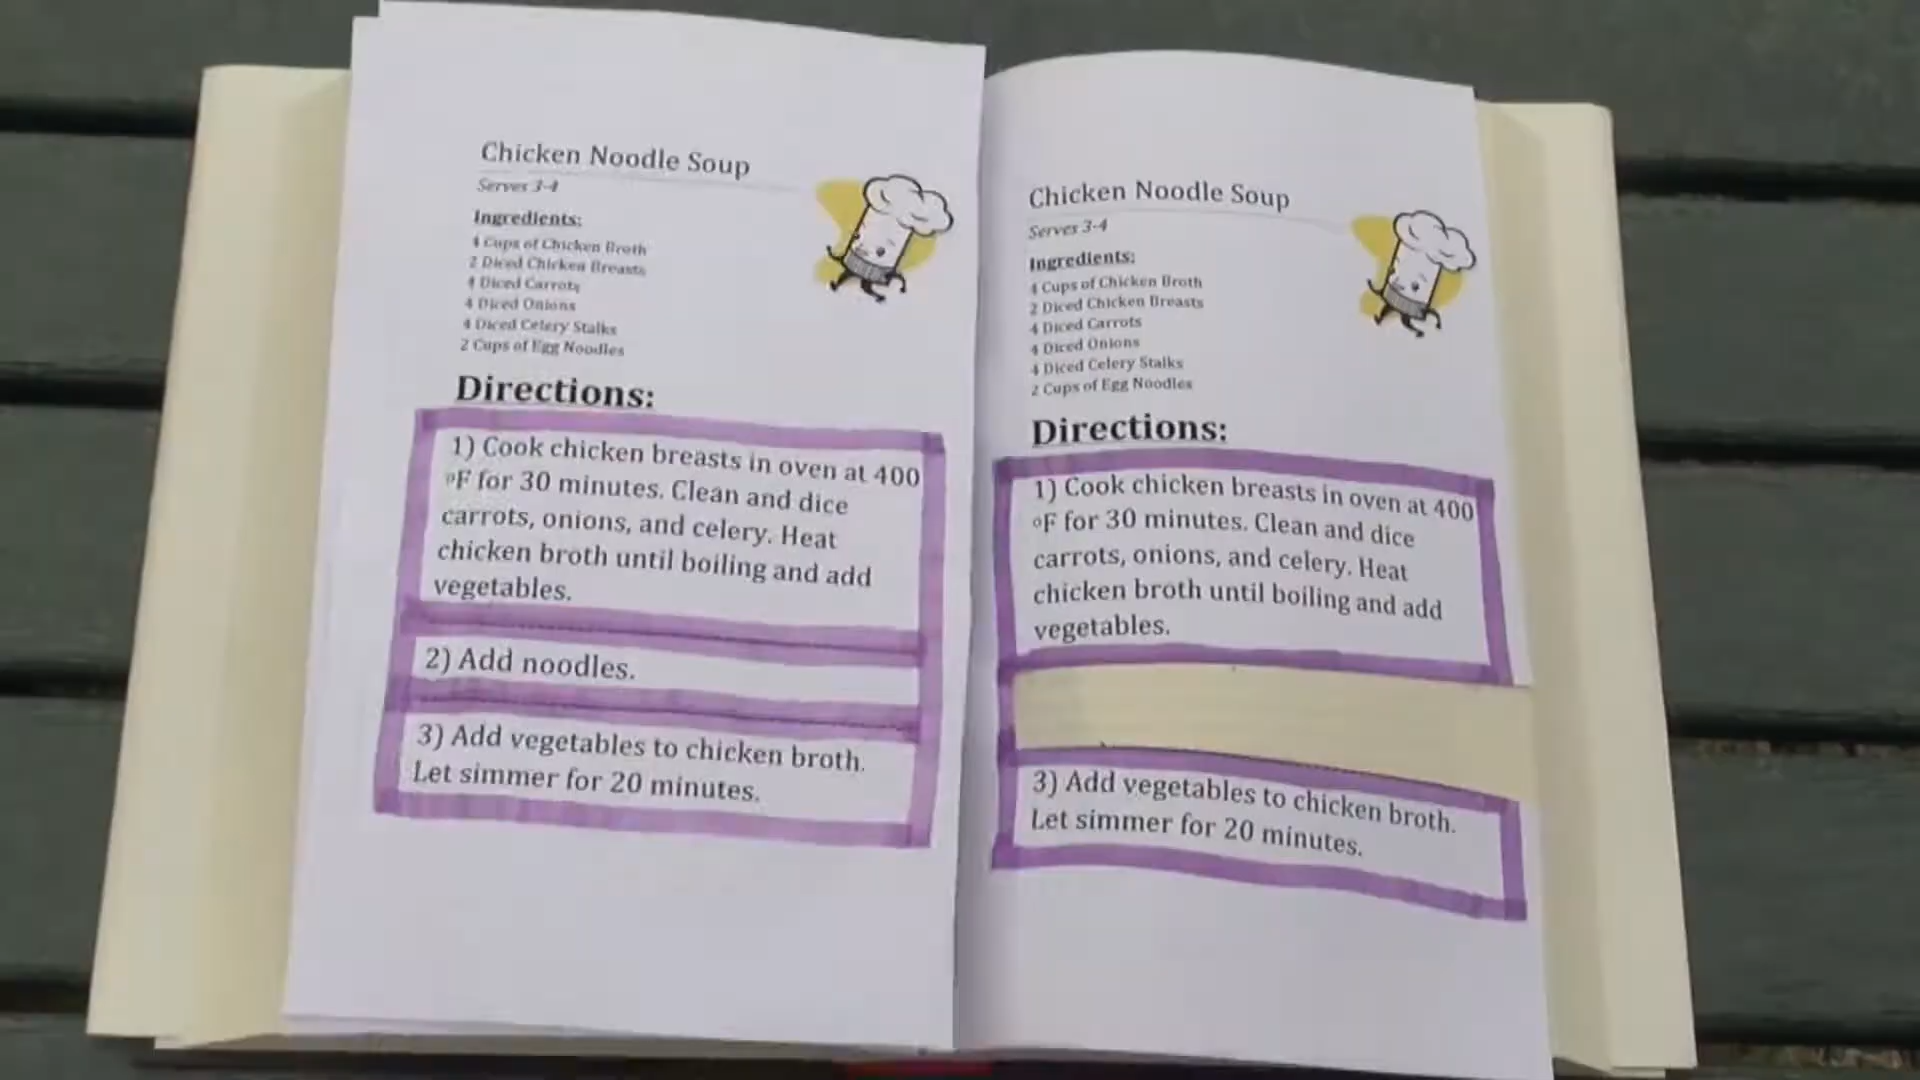 Chicken Noodle Soup
Serves 3-4
Ingredients:
4 Cups of Chicken Broth
2 Diced Chicken Breasts
4 Diced Carrots
4 Diced Onions
4 Diced Celery Stalks
2 Cups of Egg Noodles
Directions:
1) Cook chicken breasts in oven at 400
ºF for 30 minutes. Clean and dice
carrots, onions, and celery. Heat
chicken broth until boiling and add
vegetables.
2) Add noodles.
3) Add vegetables to chicken broth.
Let simmer for 20 minutes.
Chicken Noodle Soup
Serves 3-4
Ingredients:
4 Cups of Chicken Broth
2 Diced Chicken Breasts
4 Diced Carrots
4 Diced Onions
4 Diced Celery Stalks
2 Cups of Egg Noodles
Directions:
1) Cook chicken breasts in oven at 400
ºF for 30 minutes. Clean and dice
carrots, onions, and celery. Heat
chicken broth until boiling and add
vegetables.
3) Add vegetables to chicken broth.
Let simmer for 20 minutes.